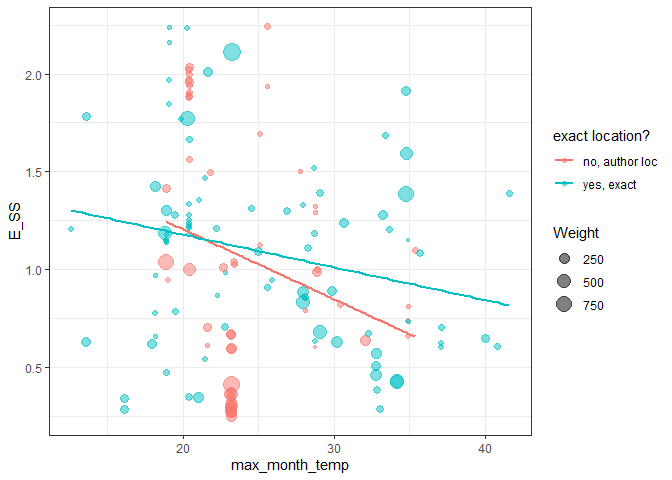 2.0
1.5
1.0
0.5
E_SS
20
30
40
max_month_temp
exact location?
no, author loc
yes, exact
Weight
250
500
750